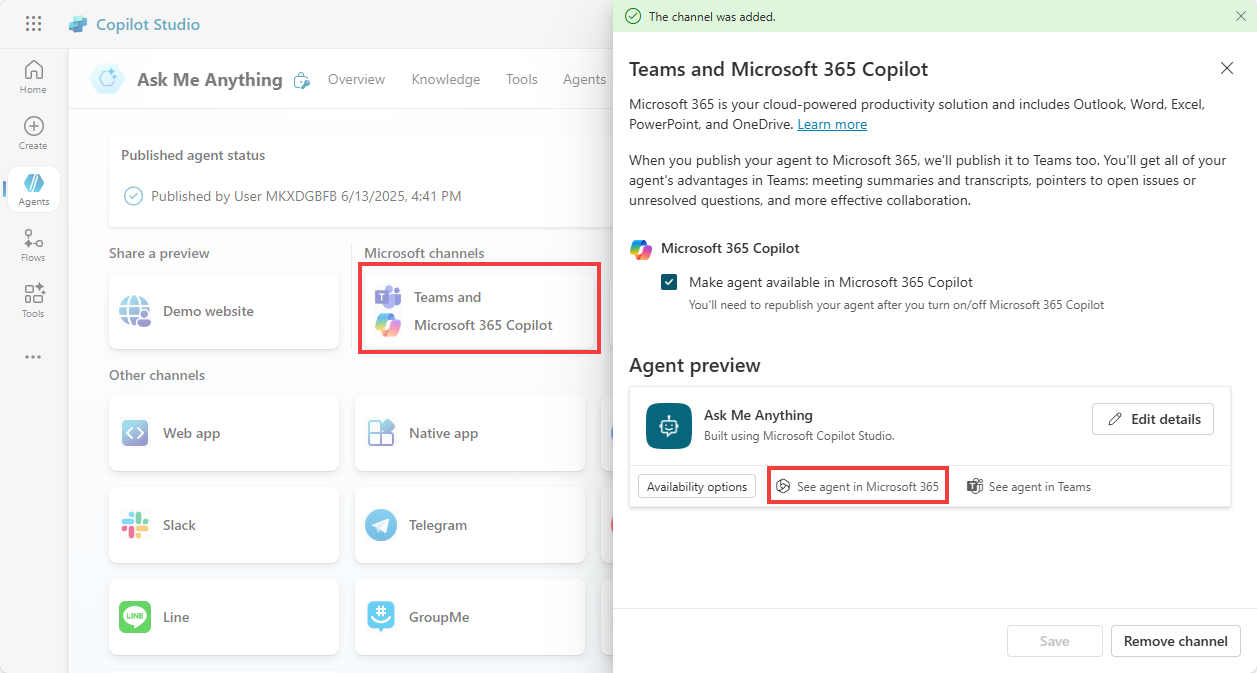 Copilot Studio
Home
Create
Agents
Flows
Tools
Ask Me Anything
Overview
Knowledge
Tools
Agents
Published agent status
Published by User MKXDGBFB 6/13/2025, 4:41 PM
Share a preview
Demo website
Microsoft channels
Teams and
Microsoft 365 Copilot
Other channels
Web app
Native app
Slack
Telegram
LINE
Line
GroupMe
The channel was added.
Teams and Microsoft 365 Copilot
Microsoft 365 is your cloud-powered productivity solution and includes Outlook, Word, Excel,
PowerPoint, and OneDrive. Learn more
When you publish your agent to Microsoft 365, we'll publish it to Teams too. You'll get all of your
agent's advantages in Teams: meeting summaries and transcripts, pointers to open issues or
unresolved questions, and more effective collaboration.
Microsoft 365 Copilot
Make agent available in Microsoft 365 Copilot
You'll need to republish your agent after you turn on/off Microsoft 365 Copilot
Agent preview
Ask Me Anything
Built using Microsoft Copilot Studio.
Edit details
Availability options
See agent in Microsoft 365
See agent in Teams
Save
Remove channel